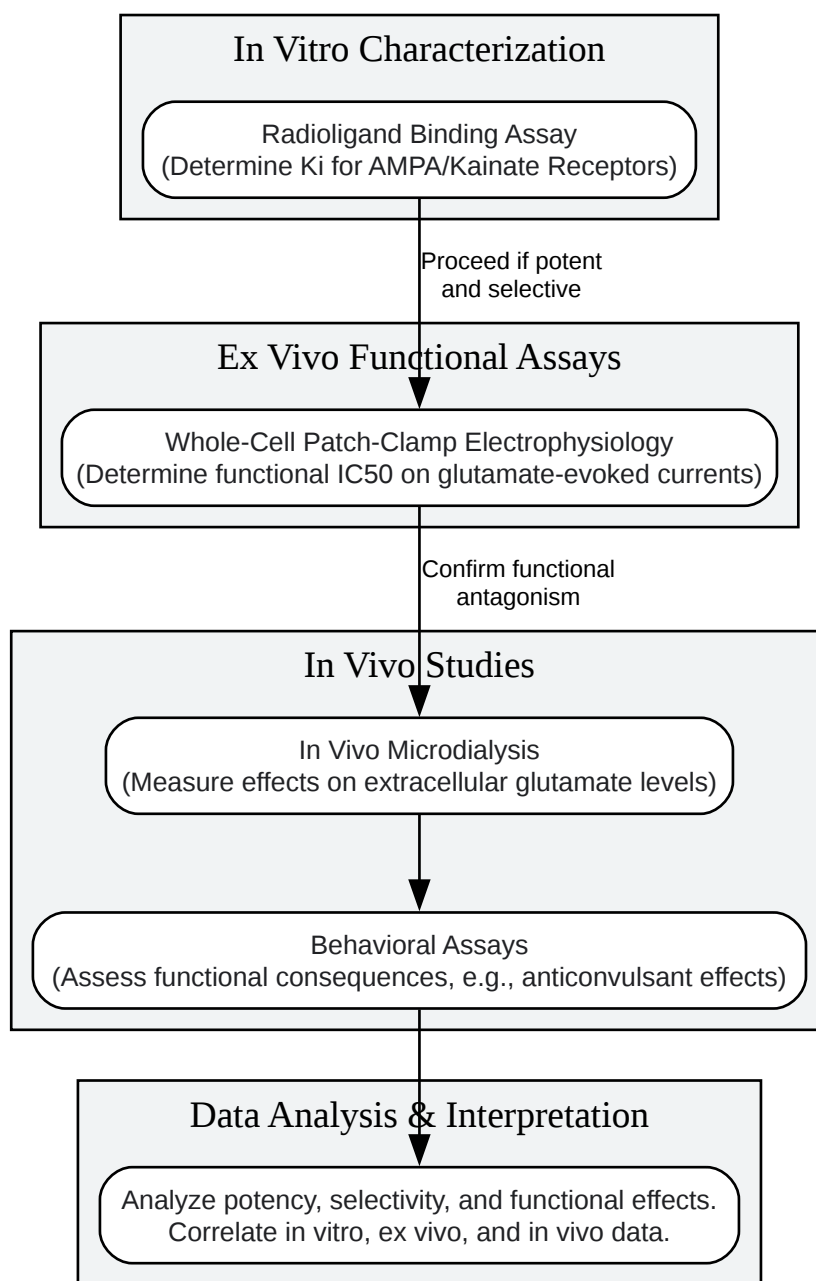 In Vitro Characterization
Radioligand Binding Assay
(Determine Ki for AMPA/Kainate Receptors)
Proceed if potent
and selective
Ex Vivo Functional Assays
Whole-Cell Patch-Clamp Electrophysiology
(Determine functional IC50 on glutamate-evoked currents)
Confirm functional
antagonism
In Vivo Studies
In Vivo Microdialysis
(Measure effects on extracellular glutamate levels)
Behavioral Assays
(Assess functional consequences, e.g., anticonvulsant effects)
Data Analysis & Interpretation
Analyze potency, selectivity, and functional effects.
Correlate in vitro, ex vivo, and in vivo data.